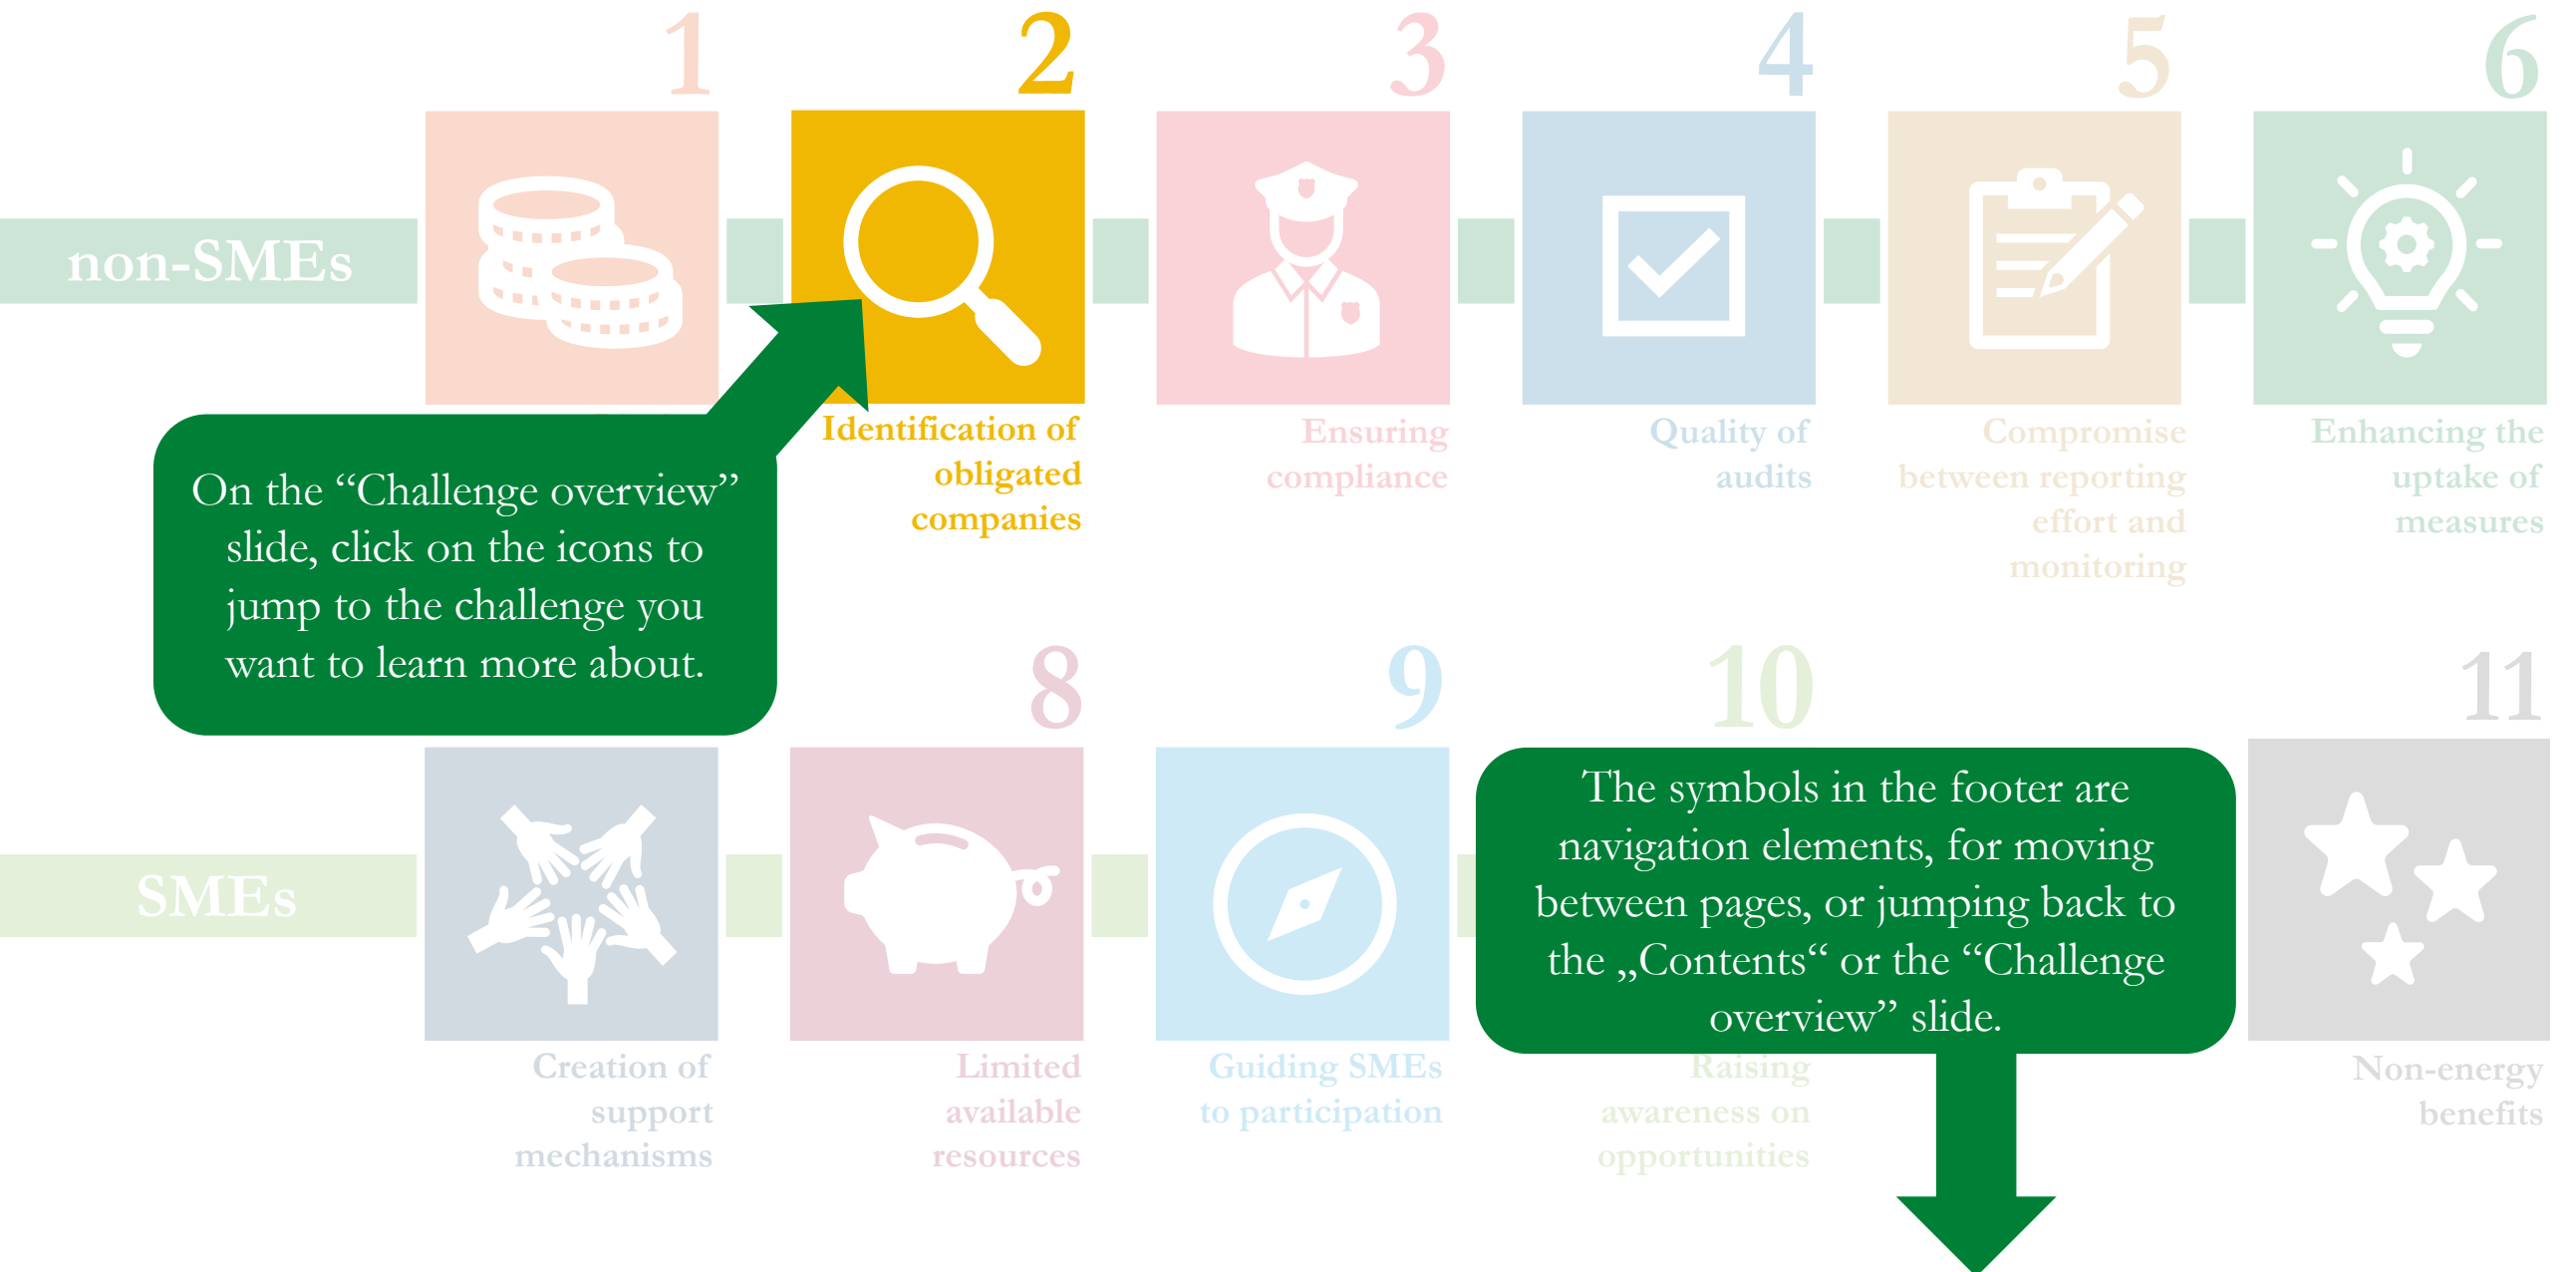 1
2
3
4
5
6
non-SMEs
Identification of
obligated
companies
Ensuring
compliance
Quality of
audits
Compromise
between reporting
effort and
monitoring
Enhancing the
uptake of
measures
On the “Challenge overview”
slide, click on the icons to
jump to the challenge you
want to learn more about.
8
9
10
11
SMEs
The symbols in the footer are
navigation elements, for moving
between pages, or jumping back to
the „Contents“ or the “Challenge
overview” slide.
Creation of
support
mechanisms
Limited
available
resources
Guiding SMEs
to participation
Raising
awareness on
opportunities
Non-energy
benefits